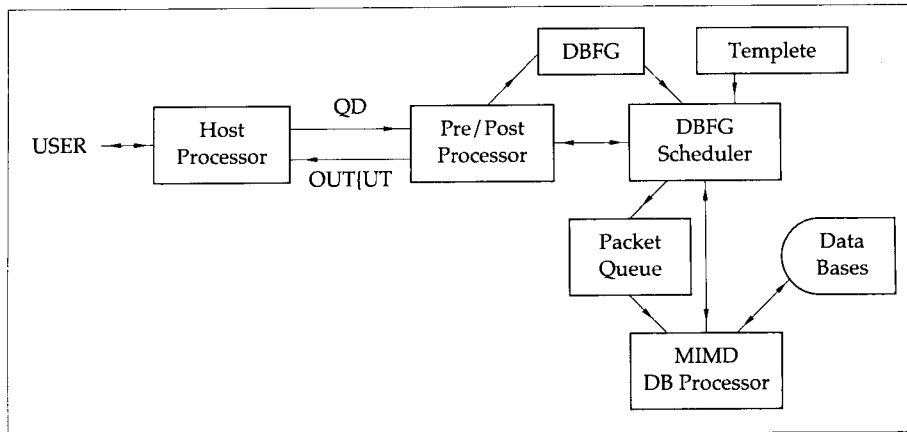 DBFG
Templete
USER
Host
Processor
QD
OUT{UT
Pre/Post
Processor
DBFG
Scheduler
Packet
Queue
Data
Bases
MIMD
DB Processor